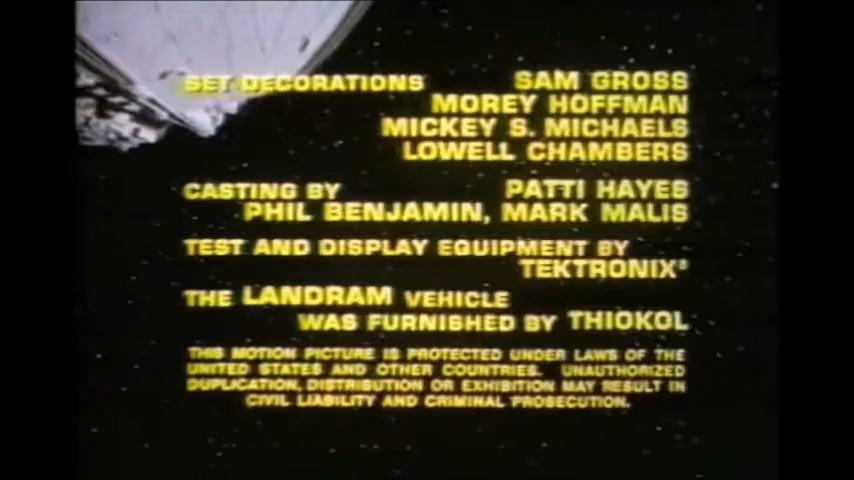 SET DECORATIONS SAM GROSS
MOREY HOFFMAN
MICKEY S. MICHAELS
LOWELL CHAMBERS
CASTING BY PATTI HAYES
PHIL BENJAMIN, MARK MALIS
TEST AND DISPLAY EQUIPMENT BY
TEKTRONIX®
THE LANDRAM VEHICLE
WAS FURNISHED BY THIOKOL
THIS MOTION PICTURE IS PROTECTED UNDER LAWS OF THE
UNITED STATES AND OTHER COUNTRIES. UNAUTHORIZED
DUPLICATION, DISTRIBUTION OR EXHIBITION MAY RESULT IN
CIVIL LIABILITY AND CRIMINAL PROSECUTION.